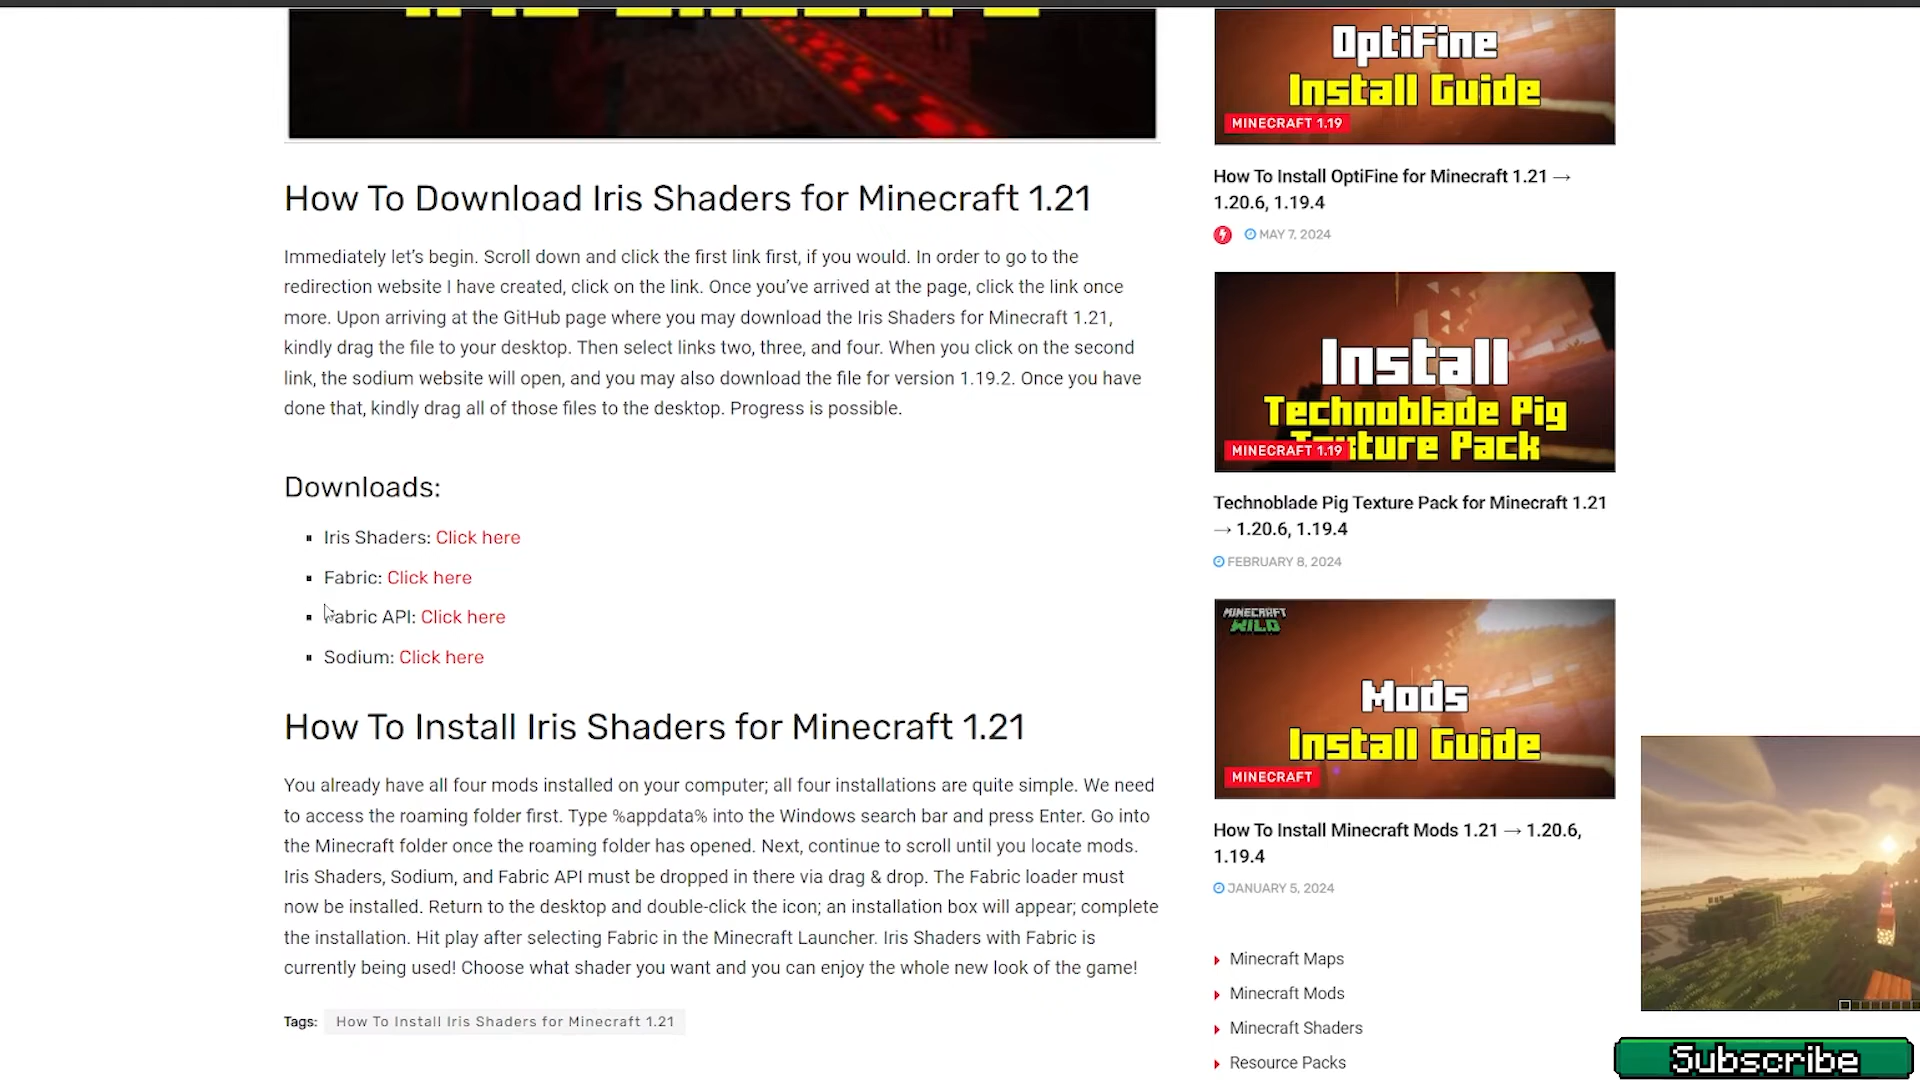 How To Download Iris Shaders for Minecraft 1.21
Immediately let's begin. Scroll down and click the first link first, if you would. In order to go to the
redirection website I have created, click on the link. Once you've arrived at the page, click the link once
more. Upon arriving at the GitHub page where you may download the Iris Shaders for Minecraft 1.21,
kindly drag the file to your desktop. Then select links two, three, and four. When you click on the second
link, the sodium website will open, and you may also download the file for version 1.19.2. Once you have
done that, kindly drag all of those files to the desktop. Progress is possible.
Downloads:
Iris Shaders: Click here
Fabric: Click here
Fabric API: Click here
Sodium: Click here
How To Install Iris Shaders for Minecraft 1.21
You already have all four mods installed on your computer; all four installations are quite simple. We need
to access the roaming folder first. Type %appdata% into the Windows search bar and press Enter. Go into
the Minecraft folder once the roaming folder has opened. Next, continue to scroll until you locate mods.
Iris Shaders, Sodium, and Fabric API must be dropped in there via drag & drop. The Fabric loader must
now be installed. Return to the desktop and double-click the icon; an installation box will appear; complete
the installation. Hit play after selecting Fabric in the Minecraft Launcher. Iris Shaders with Fabric is
currently being used! Choose what shader you want and you can enjoy the whole new look of the game!
Tags: How To Install Iris Shaders for Minecraft 1.21
OptiFine
Install Guide
MINECRAFT 1.19
How To Install OptiFine for Minecraft 1.21 →
1.20.6, 1.19.4
MAY 7, 2024
Install
Technoblade Pig
Texture Pack
MINECRAFT 1.19
Technoblade Pig Texture Pack for Minecraft 1.21
→ 1.20.6, 1.19.4
FEBRUARY 8, 2024
MINECRAFT
WILD
Mods
Install Guide
MINECRAFT
How To Install Minecraft Mods 1.21 → 1.20.6,
1.19.4
JANUARY 5, 2024
Minecraft Maps
Minecraft Mods
Minecraft Shaders
Resource Packs
Subscribe